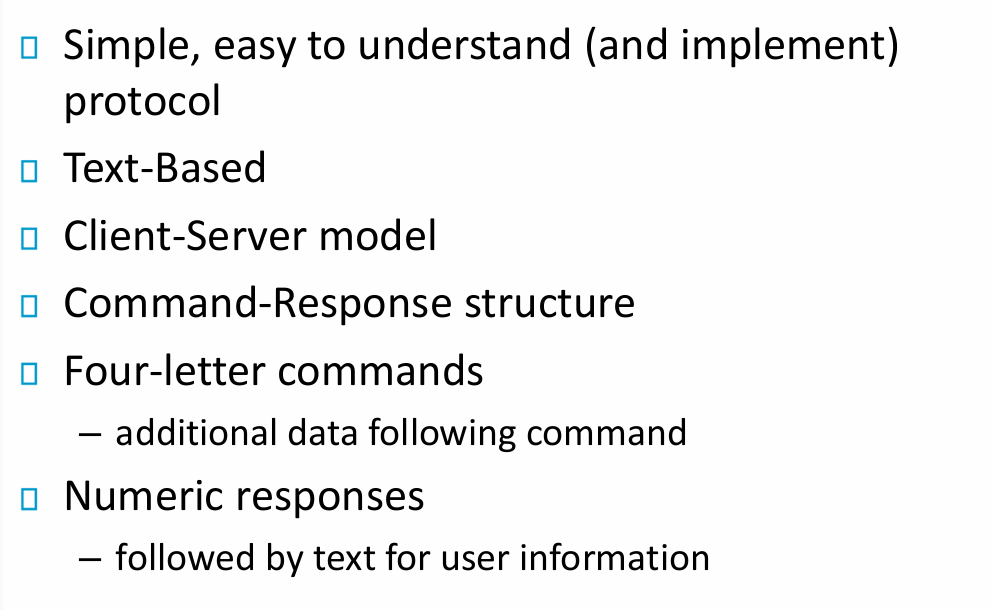 Simple, easy to understand (and implement)
protocol
Text-Based
Client-Server model
Command-Response structure
Four-letter commands
– additional data following command
Numeric responses
– followed by text for user information